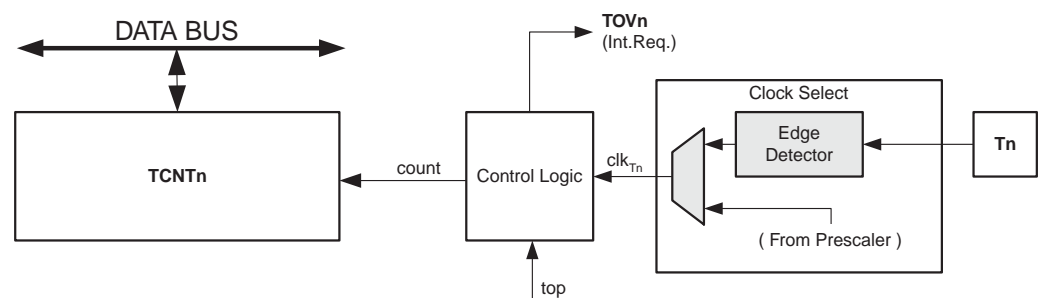 DATA BUS
TOVn
(Int.Req.)
Clock Select
Edge
Detector
Tn
TCNTn
count
Control Logic
clkTn
( From Prescaler )
top